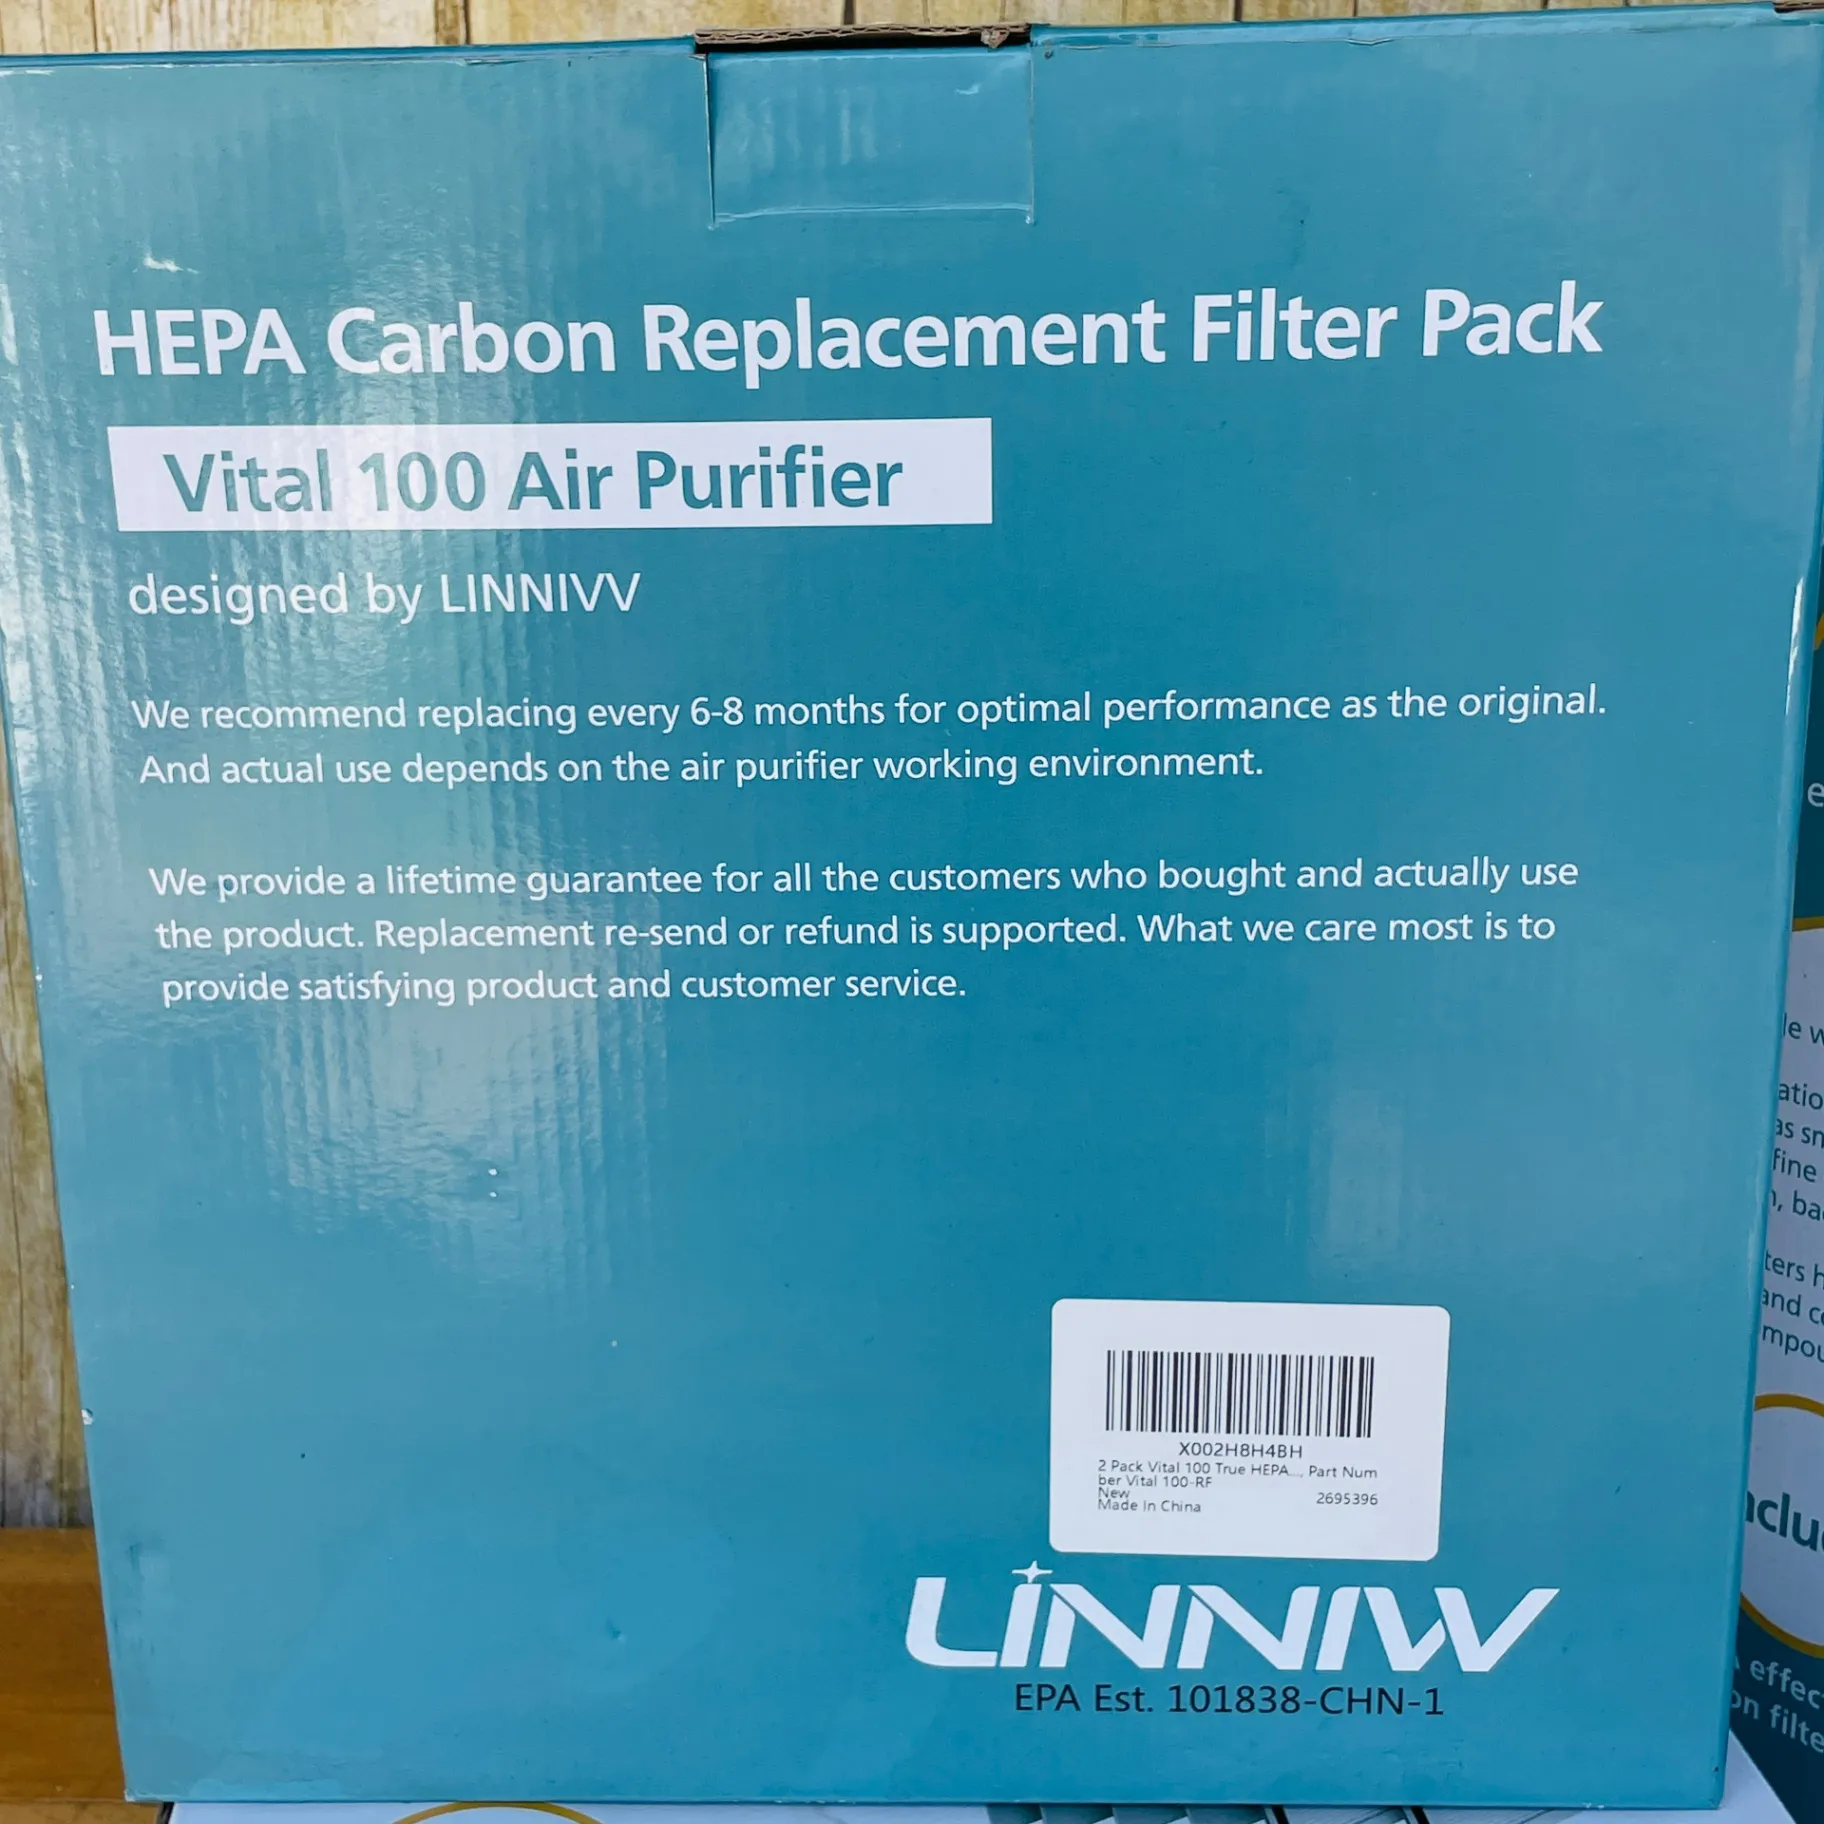 HEPA Carbon Replacement Filter Pack
Vital 100 Air Purifier
designed by LINNIVV
We recommend replacing every 6-8 months for optimal performance as the original.
And actual use depends on the air purifier working environment.
We provide a lifetime guarantee for all the customers who bought and actually use
the product. Replacement re-send or refund is supported. What we care most is to
provide satisfying product and customer service.
X002H8H4BH
2 Pack Vital 100 True HEPA..., Part Num
ber Vital 100-RF
New
2695396
Made In China
LINNIVV
EPA Est. 101838-CHN-1
fine
and